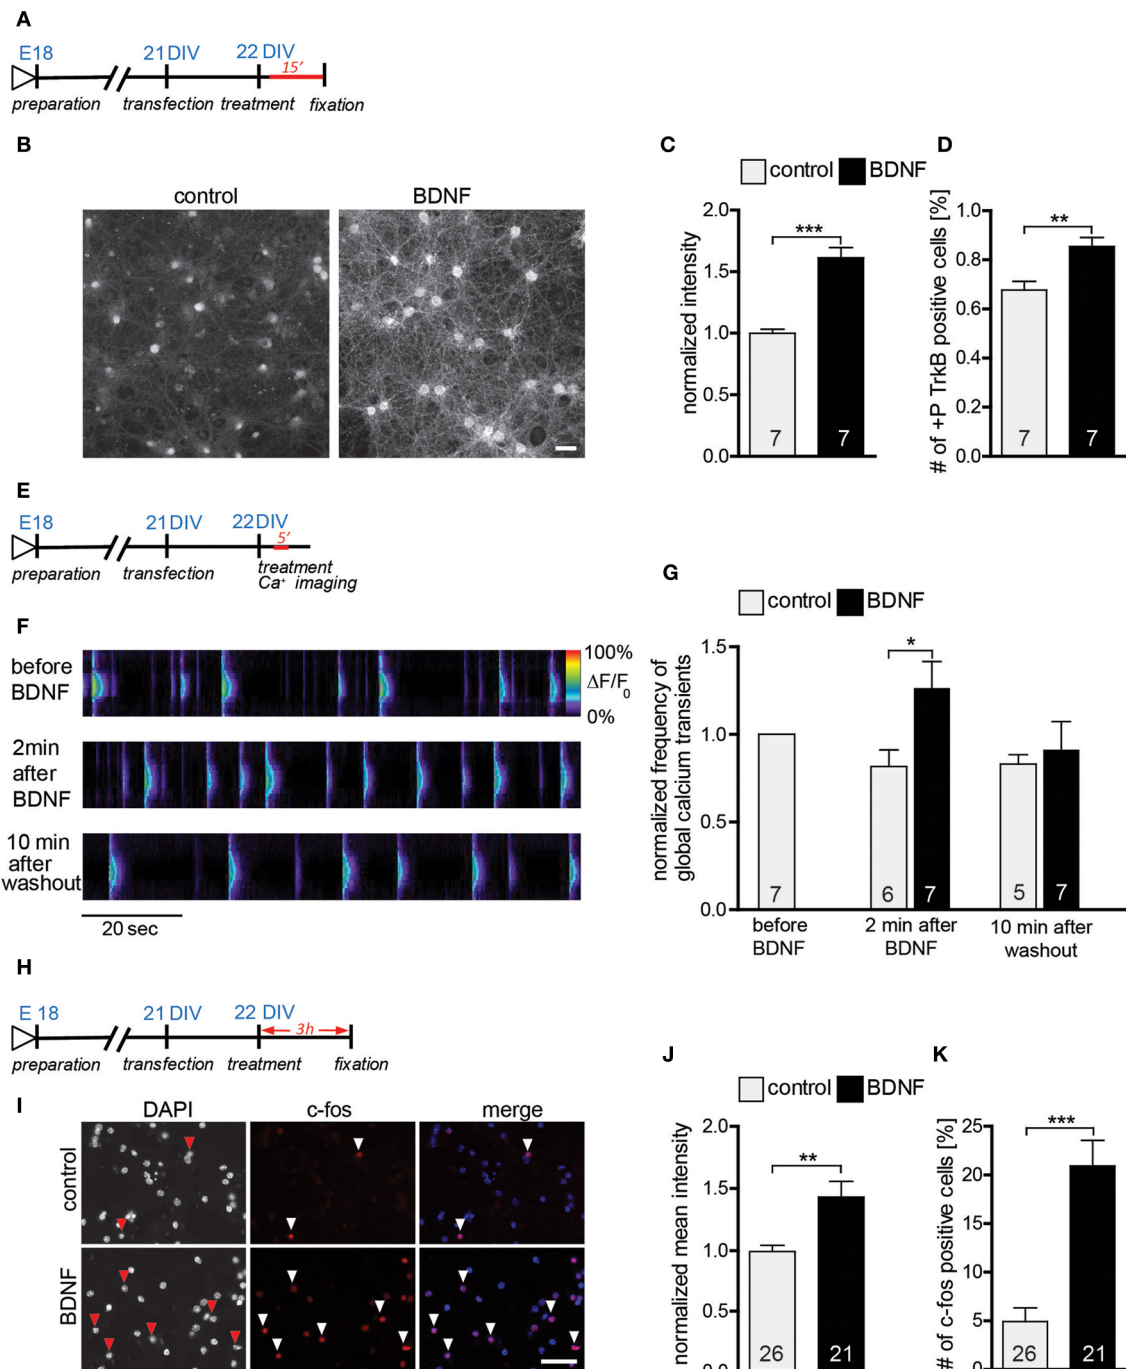 A
E18
21 DIV
22 DIV
15'
preparation
transfection
treatment
fixation
B
control
BDNF
C
control
BDNF
normalized intensity
2.0
1.5
1.0
0.5
0.0
***
7
7
D
# of +P TrkB positive cells [%]
1.0
0.8
0.6
0.4
0.2
0.0
**
7
7
E
E18
21 DIV
22 DIV
5'
preparation
transfection
treatment
Ca⁺ imaging
F
before
BDNF
100%
ΔF/F0
0%
2min
after
BDNF
10 min
after
washout
20 sec
G
control
BDNF
normalized frequency of
global calcium transients
1.5
1.0
0.5
0.0
*
7
6
7
5
7
before
BDNF
2 min after
BDNF
10 min after
washout
H
E 18
21 DIV
22 DIV
3h
preparation
transfection
treatment
fixation
I
DAPI
c-fos
merge
control
BDNF
J
control
BDNF
normalized mean intensity
2.0
1.5
1.0
0.5
0.0
**
26
21
K
# of c-fos positive cells [%]
25
20
15
10
5
0
***
26
21